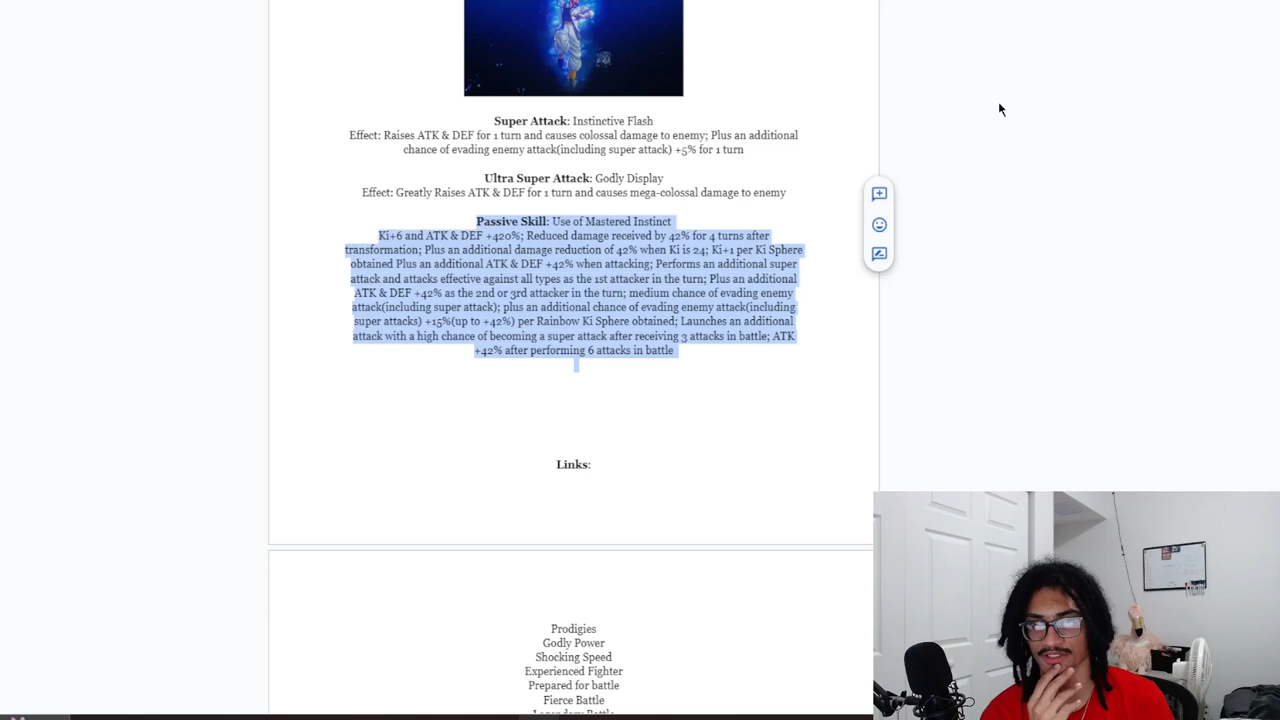 Super Attack: Instinctive Flash
Effect: Raises ATK & DEF for 1 turn and causes colossal damage to enemy; Plus an additional
chance of evading enemy attack(including super attack) +5% for 1 turn
Ultra Super Attack: Godly Display
Effect: Greatly Raises ATK & DEF for 1 turn and causes mega-colossal damage to enemy
Passive Skill: Use of Mastered Instinct
Ki+6 and ATK & DEF +420%; Reduced damage received by 42% for 4 turns after
transformation; Plus an additional damage reduction of 42% when Ki is 24; Ki+1 per Ki Sphere
obtained Plus an additional ATK & DEF +42% when attacking; Performs an additional super
attack and attacks effective against all types as the 1st attacker in the turn; Plus an additional
ATK & DEF +42% as the 2nd or 3rd attacker in the turn; medium chance of evading enemy
attack(including super attack); plus an additional chance of evading enemy attack(including
super attacks) +15%(up to +42%) per Rainbow Ki Sphere obtained; Launches an additional
attack with a high chance of becoming a super attack after receiving 3 attacks in battle; ATK
+42% after performing 6 attacks in battle
Links:
Prodigies
Godly Power
Shocking Speed
Experienced Fighter
Prepared for battle
Fierce Battle
Legendary Battle